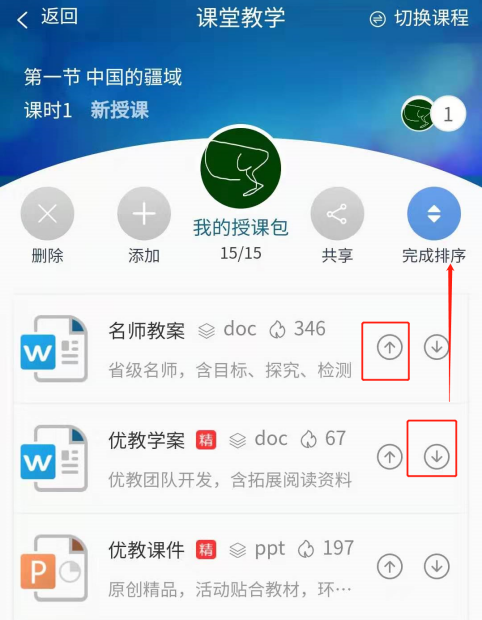 返回 课堂教学 切换课程
第一节 中国的疆域
课时1 新授课
1
我的授课包
15/15
删除 添加 共享 完成排序
W 名师教案 doc 346
省级名师，含目标、探究、检测
W 优教学案 精 doc 67
优教团队开发，含拓展阅读资料
P 优教课件 精 ppt 197
原创精品，活动贴合教材，环…